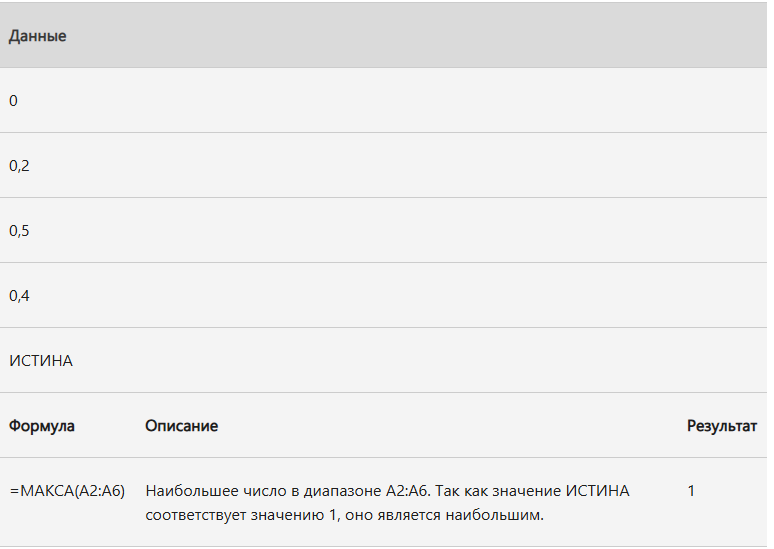 Данные
0
0,2
0,5
0,4
ИСТИНА
Формула Описание Результат
=МАКСА(A2:A6) Наибольшее число в диапазоне A2:A6. Так как значение ИСТИНА 1
соответствует значению 1, оно является наибольшим.